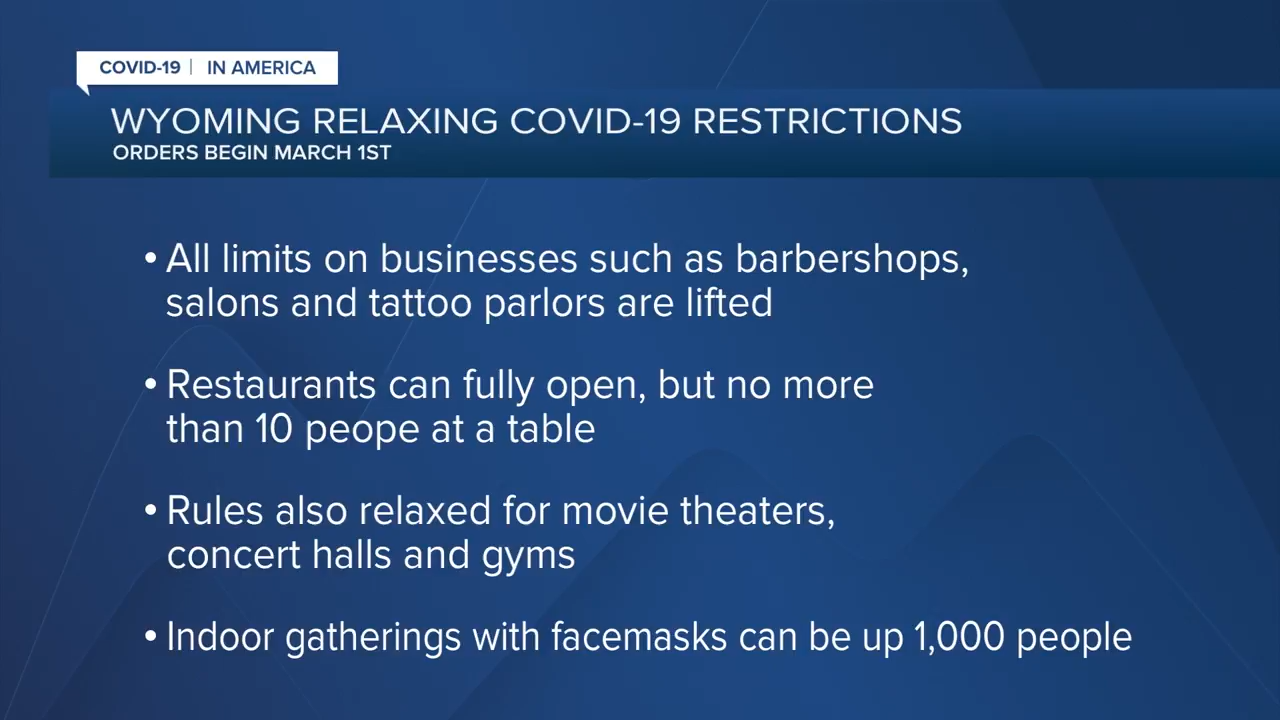 COVID-19 | IN AMERICA
WYOMING RELAXING COVID-19 RESTRICTIONS
ORDERS BEGIN MARCH 1ST
• All limits on businesses such as barbershops,
salons and tattoo parlors are lifted
• Restaurants can fully open, but no more
than 10 peope at a table
• Rules also relaxed for movie theaters,
concert halls and gyms
• Indoor gatherings with facemasks can be up 1,000 people